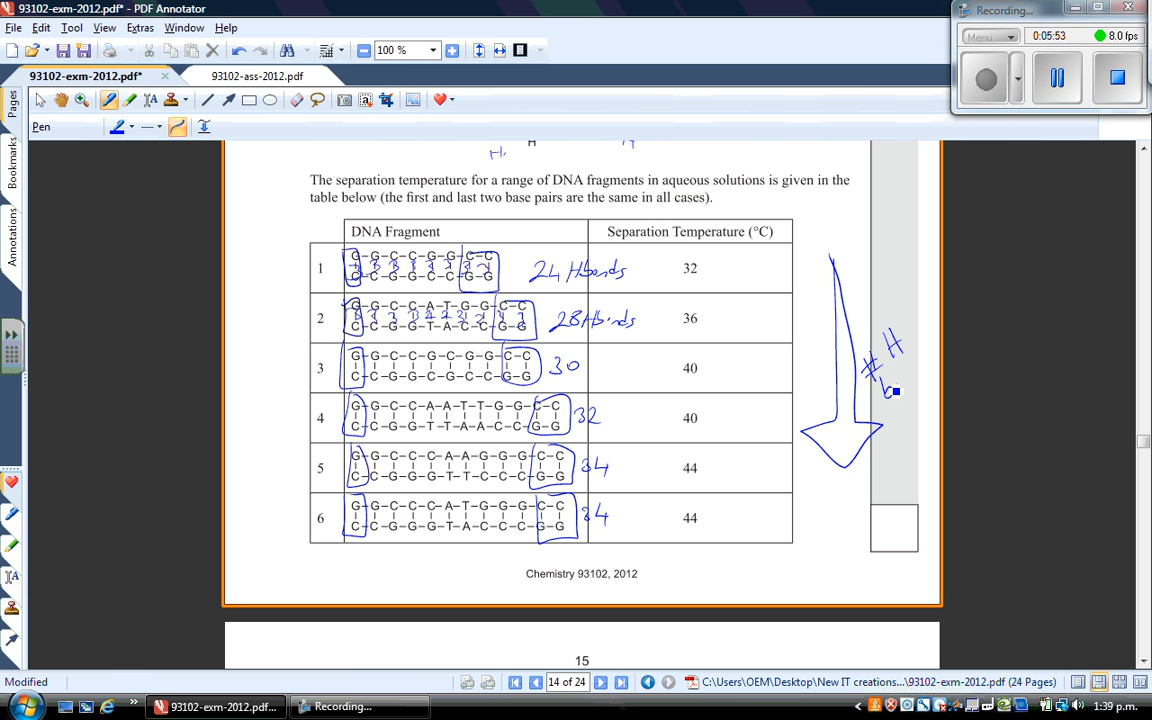 93102-exm-2012.pdf* - PDF Annotator
File Edit Tool View Extras Window Help
100 %
93102-exm-2012.pdf* 93102-ass-2012.pdf
Pen
Recording...
Menu 0:05:53 8.0 fps
Pages
Bookmarks
Annotations
The separation temperature for a range of DNA fragments in aqueous solutions is given in the
table below (the first and last two base pairs are the same in all cases).
DNA Fragment Separation Temperature (°C)
G-G-C-C-G-G-C-C
1 24 Hbonds 32
C-C-G-G-C-C-G-G
G-G-C-C-A-T-G-G-C-C
2 28 Hbonds 36
C-C-G-G-T-A-C-C-G-G
G-G-C-C-G-C-G-G-C-C
3 30 40
C-C-G-G-C-G-C-C-G-G
G-G-C-C-A-A-T-T-G-G-C-C
4 32 40
C-C-G-G-T-T-A-A-C-C-G-G
G-G-C-C-C-A-A-G-G-G-C-C
5 34 44
C-C-G-G-G-T-T-C-C-C-G-G
G-G-C-C-C-A-T-G-G-G-C-C
6 34 44
C-C-G-G-G-T-A-C-C-C-G-G
# H
b
Chemistry 93102, 2012
15
Modified 14 of 24 C:\Users\OEM\Desktop\New IT creations...\93102-exm-2012.pdf (24 Pages)
93102-exm-2012.pdf... Recording... 1:39 p.m.